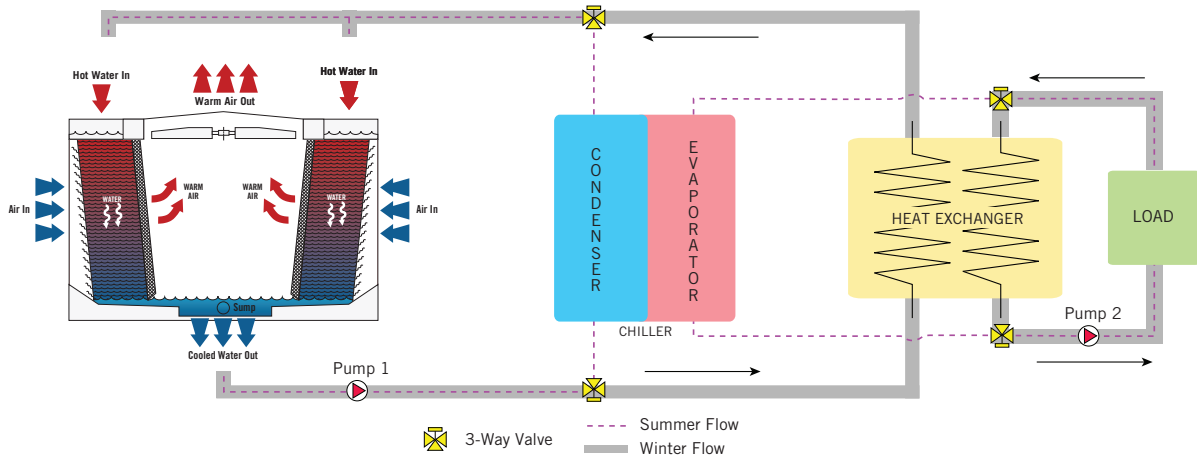 Hot Water In
Warm Air Out
Hot Water In
WATER
WARM
AIR
WARM
AIR
WATER
Air In
Air In
Sump
Cooled Water Out
Pump 1
CONDENSER
EVAPORATOR
CHILLER
HEAT EXCHANGER
LOAD
Pump 2
3-Way Valve
Summer Flow
Winter Flow